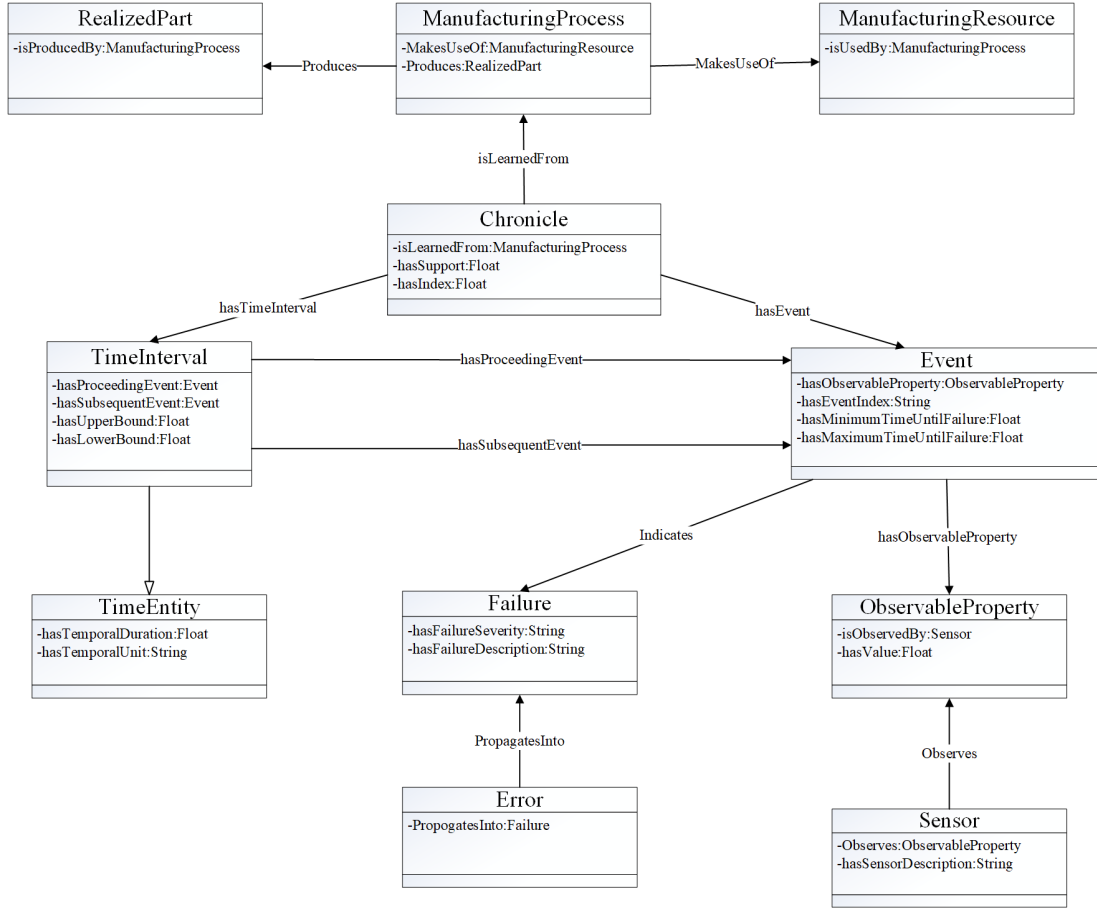 RealizedPart
-isProducedBy:ManufacturingProcess
ManufacturingProcess
-MakesUseOf:ManufacturingResource
-Produces:RealizedPart
ManufacturingResource
-isUsedBy:ManufacturingProcess
Produces
MakesUseOf
isLearnedFrom
Chronicle
-isLearnedFrom:ManufacturingProcess
-hasSupport:Float
-hasIndex:Float
hasTimeInterval
hasEvent
TimeInterval
-hasProceedingEvent:Event
-hasSubsequentEvent:Event
-hasUpperBound:Float
-hasLowerBound:Float
hasProceedingEvent
hasSubsequentEvent
Event
-hasObservableProperty:ObservableProperty
-hasEventIndex:String
-hasMinimumTimeUntilFailure:Float
-hasMaximumTimeUntilFailure:Float
Indicates
hasObservableProperty
TimeEntity
-hasTemporalDuration:Float
-hasTemporalUnit:String
Failure
-hasFailureSeverity:String
-hasFailureDescription:String
ObservableProperty
-isObservedBy:Sensor
-hasValue:Float
PropagatesInto
Observes
Error
-PropogatesInto:Failure
Sensor
-Observes:ObservableProperty
-hasSensorDescription:String